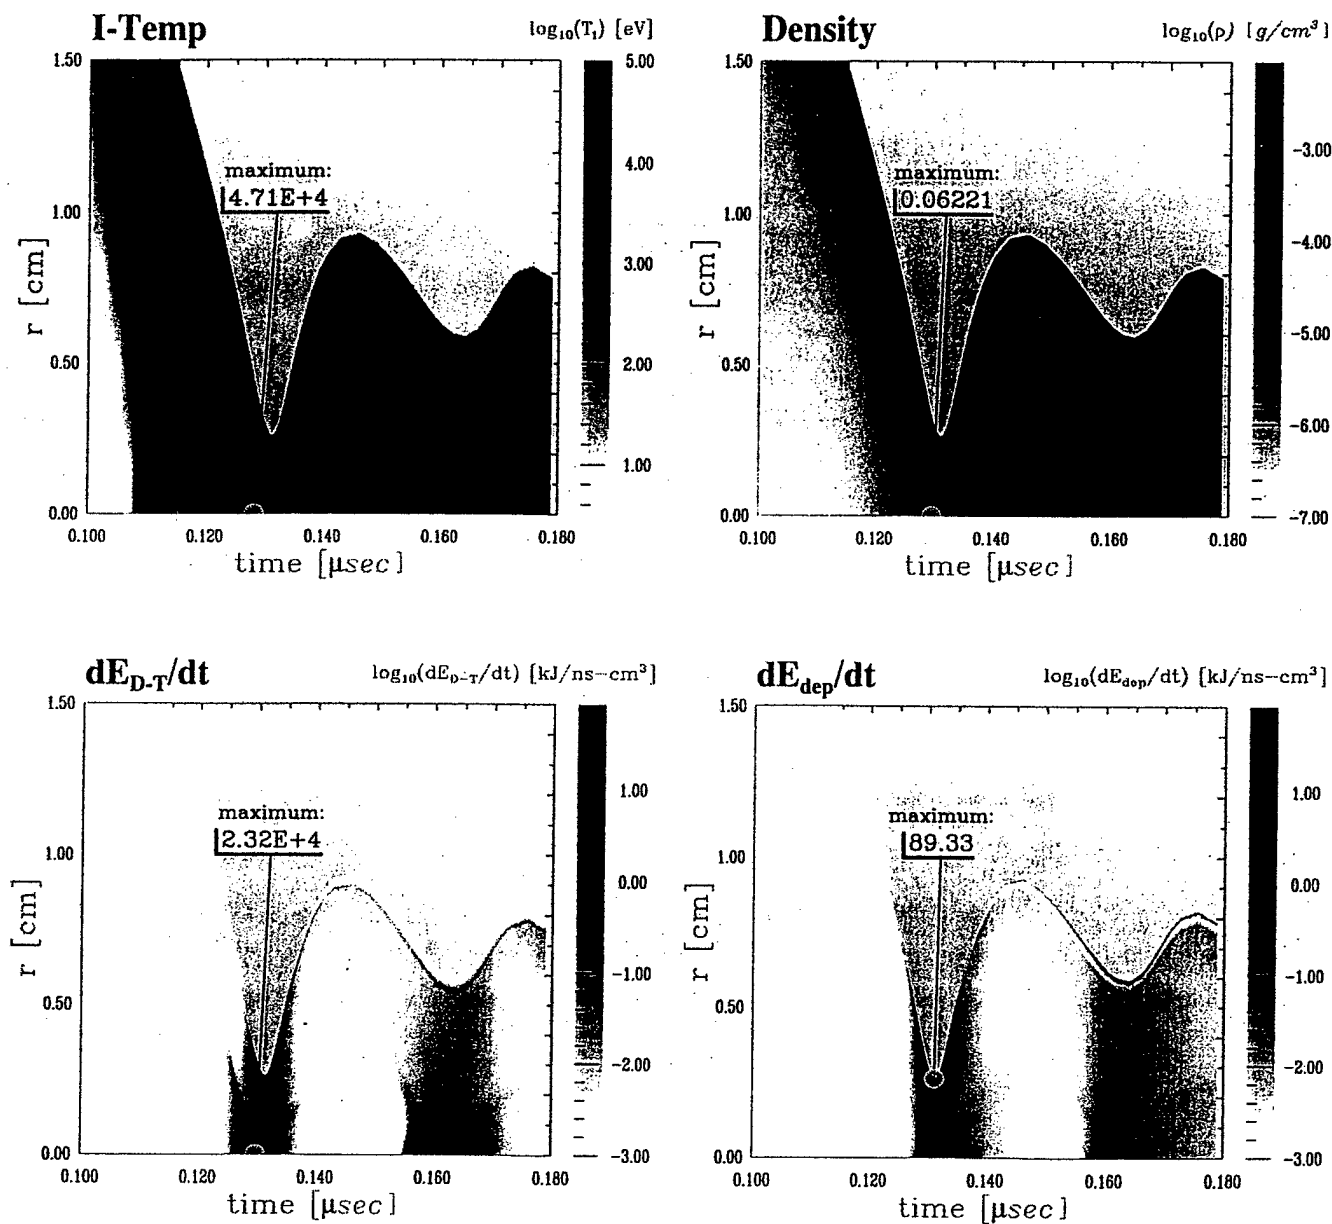 I-Temp log₁₀(T₁) [eV]
1.50
1.00
0.50
0.00
r [cm]
maximum:
4.71E+4
5.00
4.00
3.00
2.00
1.00
0.100 0.120 0.140 0.160 0.180
time [μsec]
Density log₁₀(ρ) [g/cm³]
1.50
1.00
0.50
0.00
r [cm]
maximum:
0.06221
-3.00
-4.00
-5.00
-6.00
-7.00
0.100 0.120 0.140 0.160 0.180
time [μsec]
dE_D-T/dt log₁₀(dE_D-T/dt) [kJ/ns-cm³]
1.50
1.00
0.50
0.00
r [cm]
maximum:
2.32E+4
1.00
0.00
-1.00
-2.00
-3.00
0.100 0.120 0.140 0.160 0.180
time [μsec]
dE_dep/dt log₁₀(dE_dep/dt) [kJ/ns-cm³]
1.50
1.00
0.50
0.00
r [cm]
maximum:
89.33
1.00
0.00
-1.00
-2.00
-3.00
0.100 0.120 0.140 0.160 0.180
time [μsec]